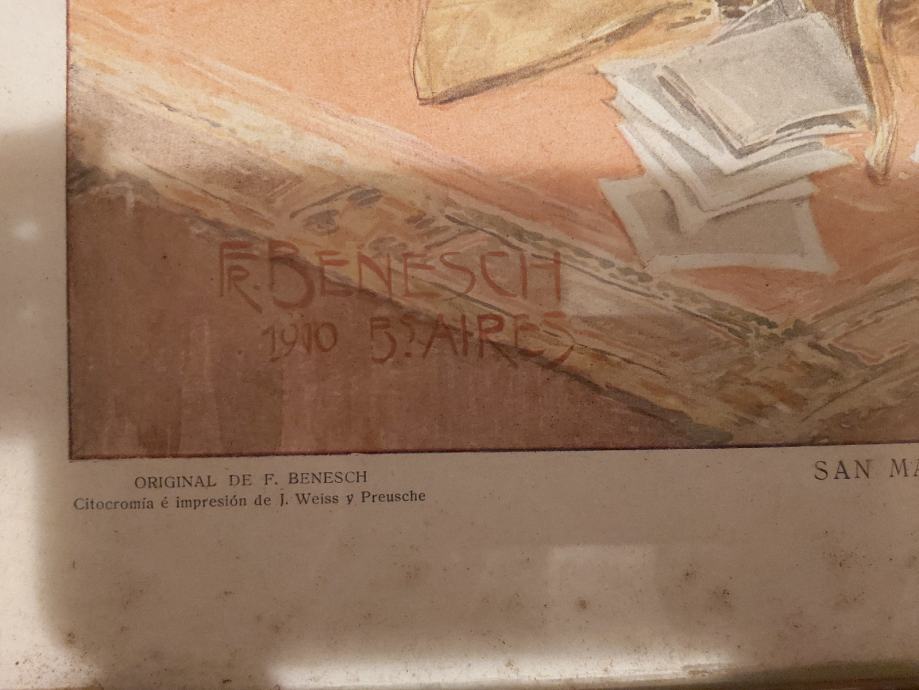 FR. BENESCH
1910 Bs. AIRES
ORIGINAL DE F. BENESCH
Citocromía é impresión de J. Weiss y Preusche
SAN MA